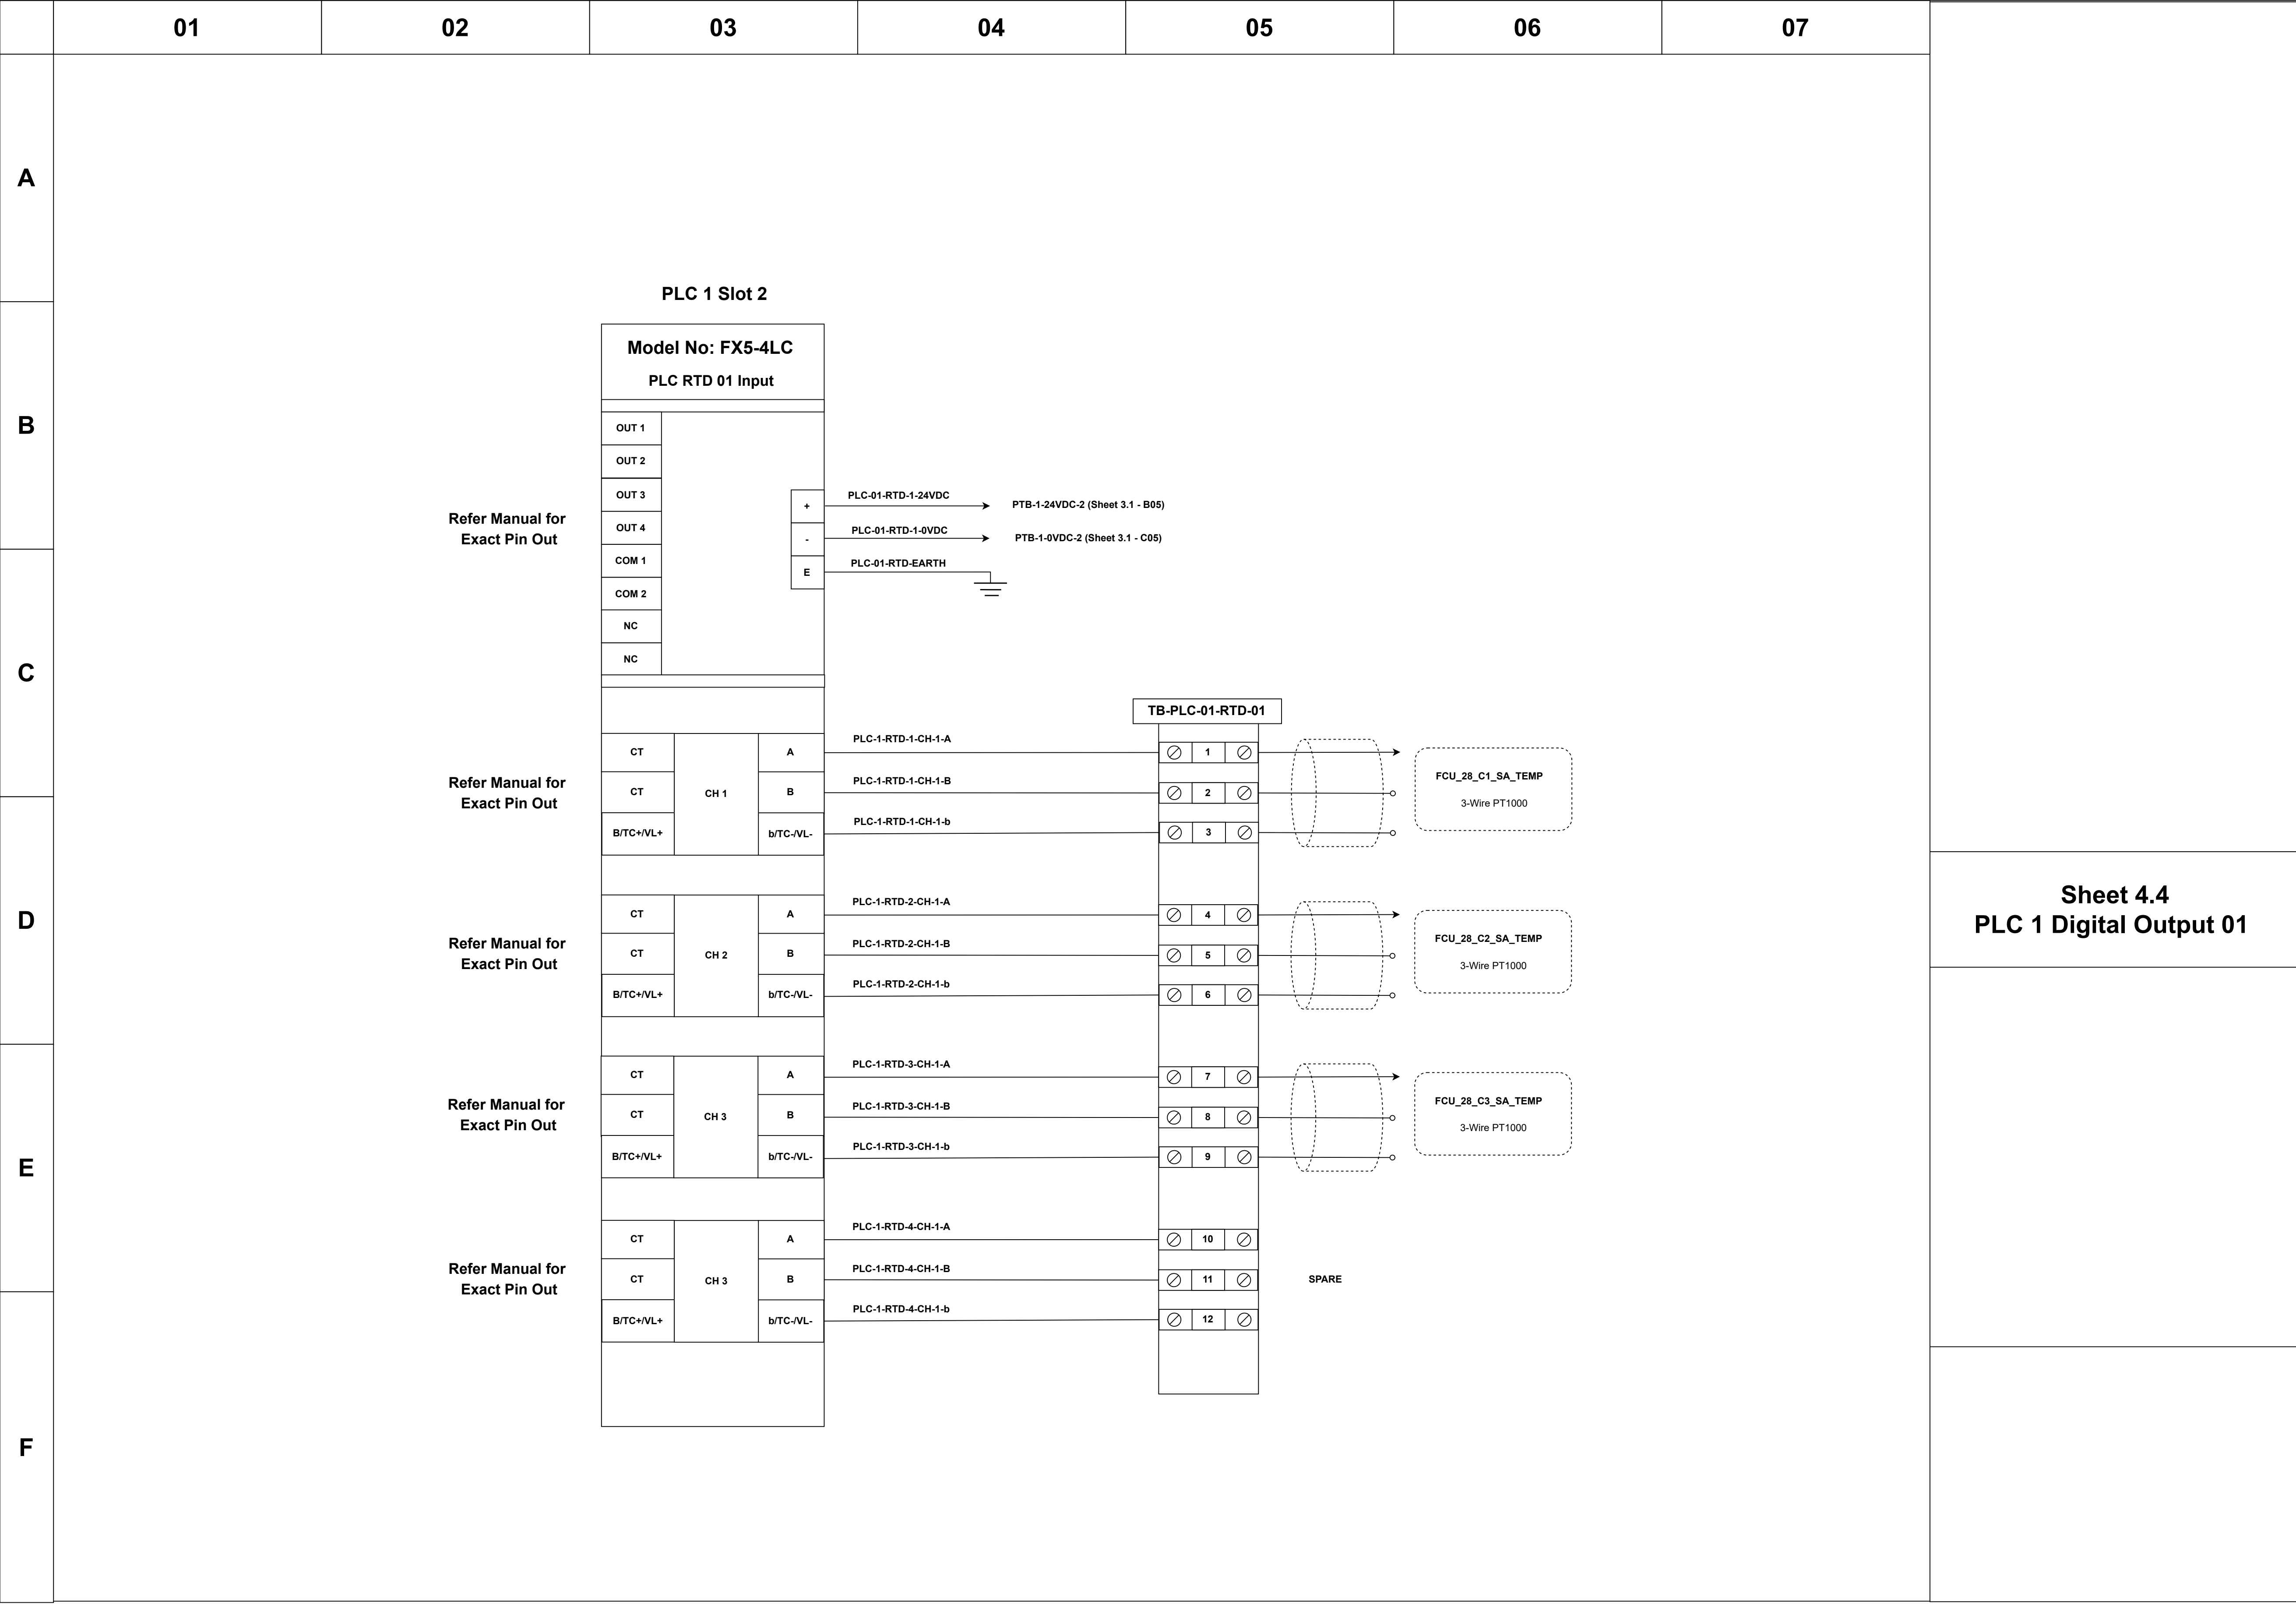 01 02 03 04 05 06 07
A
B
C
D
E
F
PLC 1 Slot 2
Model No: FX5-4LC
PLC RTD 01 Input
OUT 1
OUT 2
OUT 3
OUT 4
COM 1
COM 2
NC
NC
Refer Manual for
Exact Pin Out
+
-
E
PLC-01-RTD-1-24VDC
PTB-1-24VDC-2 (Sheet 3.1 - B05)
PLC-01-RTD-1-0VDC
PTB-1-0VDC-2 (Sheet 3.1 - C05)
PLC-01-RTD-EARTH
TB-PLC-01-RTD-01
Refer Manual for
Exact Pin Out
CT
CT
B/TC+/VL+
CH 1
A
B
b/TC-/VL-
PLC-1-RTD-1-CH-1-A
PLC-1-RTD-1-CH-1-B
PLC-1-RTD-1-CH-1-b
1
2
3
FCU_28_C1_SA_TEMP
3-Wire PT1000
Refer Manual for
Exact Pin Out
CT
CT
B/TC+/VL+
CH 2
A
B
b/TC-/VL-
PLC-1-RTD-2-CH-1-A
PLC-1-RTD-2-CH-1-B
PLC-1-RTD-2-CH-1-b
4
5
6
FCU_28_C2_SA_TEMP
3-Wire PT1000
Refer Manual for
Exact Pin Out
CT
CT
B/TC+/VL+
CH 3
A
B
b/TC-/VL-
PLC-1-RTD-3-CH-1-A
PLC-1-RTD-3-CH-1-B
PLC-1-RTD-3-CH-1-b
7
8
9
FCU_28_C3_SA_TEMP
3-Wire PT1000
Refer Manual for
Exact Pin Out
CT
CT
B/TC+/VL+
CH 3
A
B
b/TC-/VL-
PLC-1-RTD-4-CH-1-A
PLC-1-RTD-4-CH-1-B
PLC-1-RTD-4-CH-1-b
10
11
12
SPARE
Sheet 4.4
PLC 1 Digital Output 01